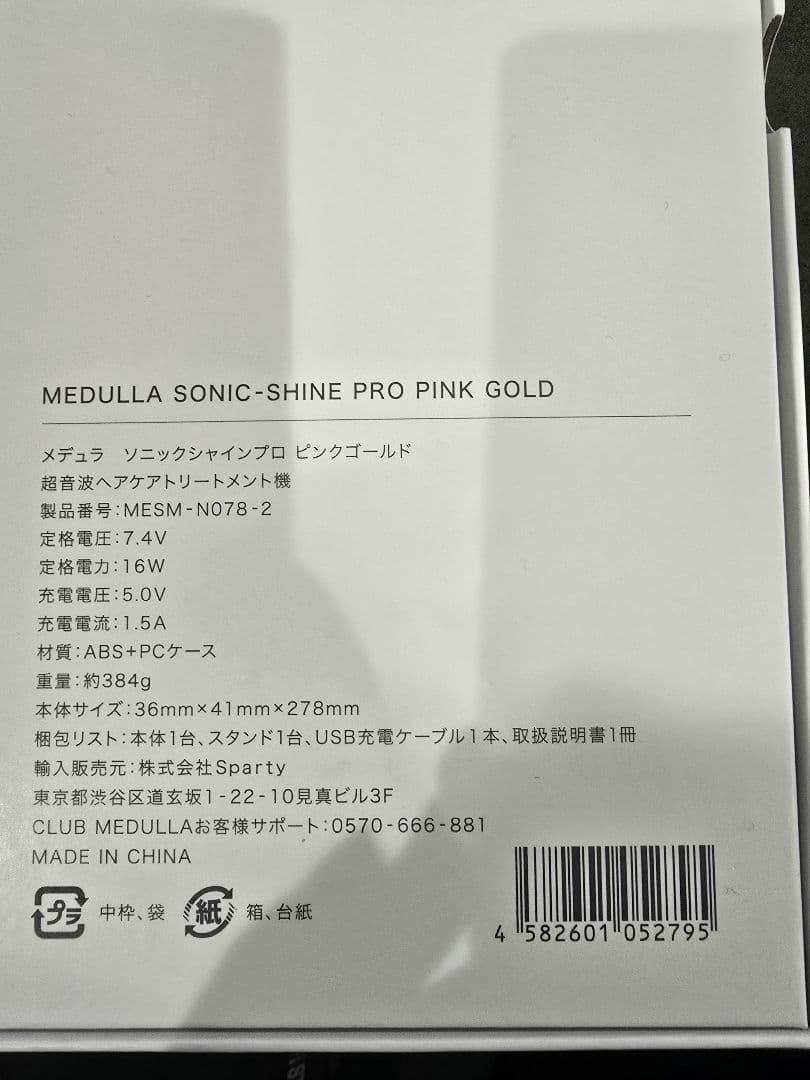 MEDULLA SONIC-SHINE PRO PINK GOLD
メデュラ　ソニックシャインプロ ピンクゴールド
超音波ヘアケアトリートメント機
製品番号：MESM-N078-2
定格電圧：7.4V
定格電力：16W
充電電圧：5.0V
充電電流：1.5A
材質：ABS+PCケース
重量：約384g
本体サイズ：36mm×41mm×278mm
梱包リスト：本体1台、スタンド1台、USB充電ケーブル1本、取扱説明書1冊
輸入販売元：株式会社Sparty
東京都渋谷区道玄坂1-22-10見真ビル3F
CLUB MEDULLAお客様サポート：0570-666-881
MADE IN CHINA
プラ 中枠、袋 紙 箱、台紙
4 582601 052795